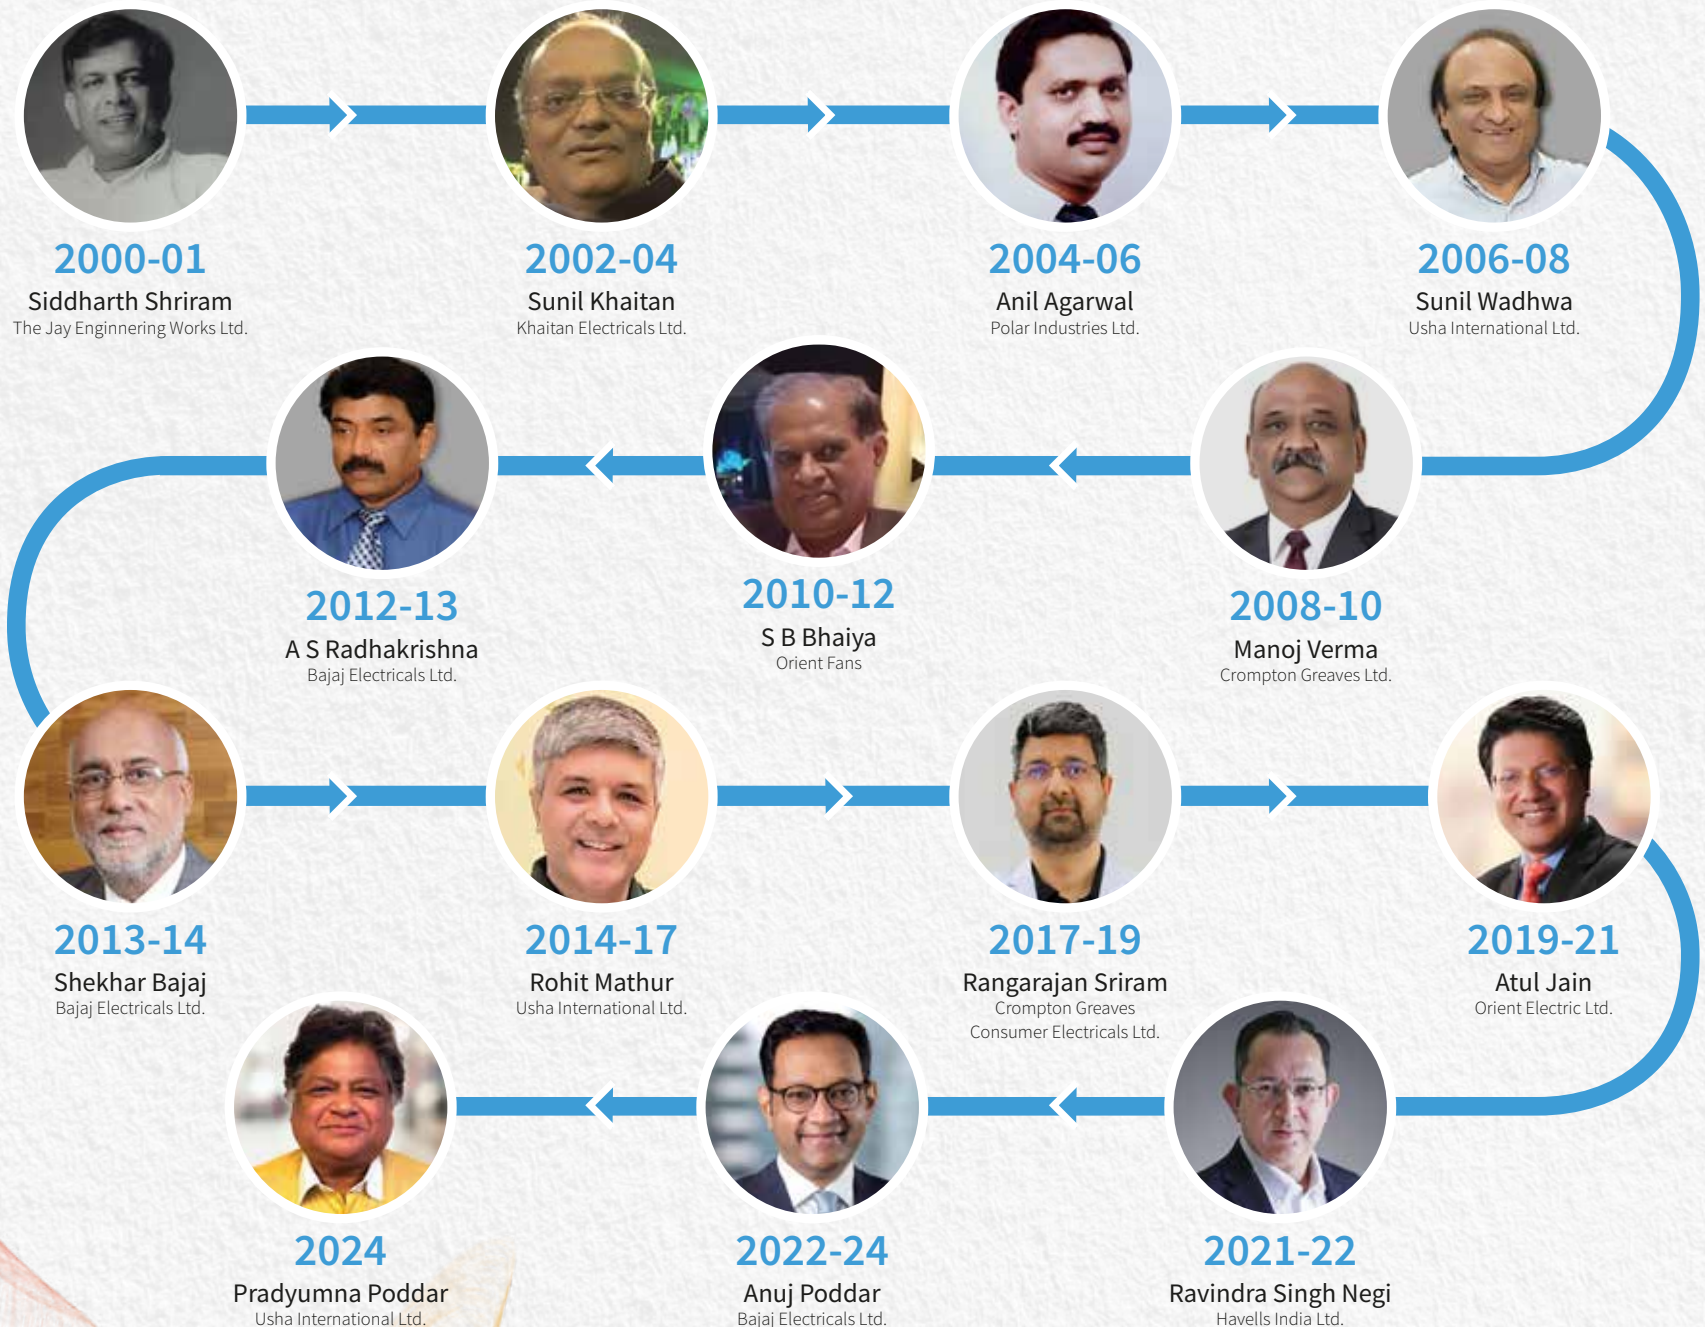 2000-01
Siddharth Shriram
The Jay Enginnering Works Ltd.
2002-04
Sunil Khaitan
Khaitan Electricals Ltd.
2004-06
Anil Agarwal
Polar Industries Ltd.
2006-08
Sunil Wadhwa
Usha International Ltd.
2008-10
Manoj Verma
Crompton Greaves Ltd.
2010-12
S B Bhaiya
Orient Fans
2012-13
A S Radhakrishna
Bajaj Electricals Ltd.
2013-14
Shekhar Bajaj
Bajaj Electricals Ltd.
2014-17
Rohit Mathur
Usha International Ltd.
2017-19
Rangarajan Sriram
Crompton Greaves
Consumer Electricals Ltd.
2019-21
Atul Jain
Orient Electric Ltd.
2021-22
Ravindra Singh Negi
Havells India Ltd.
2022-24
Anuj Poddar
Bajaj Electricals Ltd.
2024
Pradyumna Poddar
Usha International Ltd.